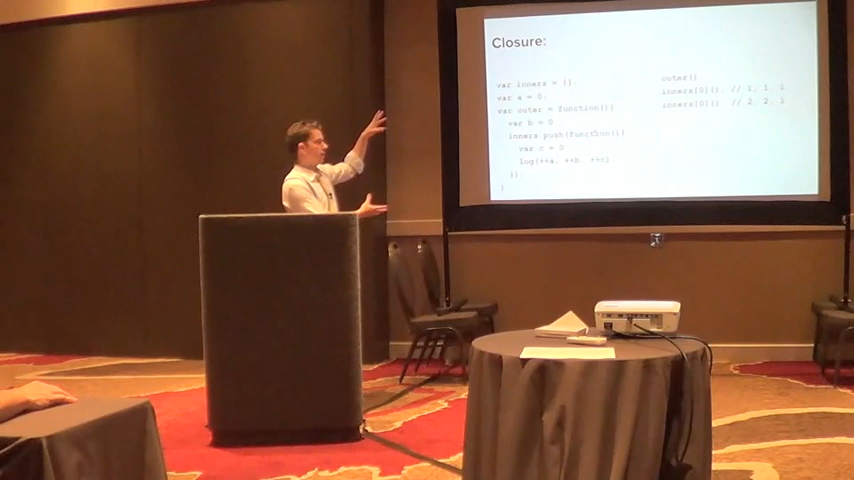 Closure:
var inners = [];
var a = 0;
var outer = function(){
var b = 0
inners push(function(){
var c = 0
log(++a, ++b, ++c)
})
}
outer()
inners[0](). // 1, 1, 1
inners[0]() // 2, 2, 1